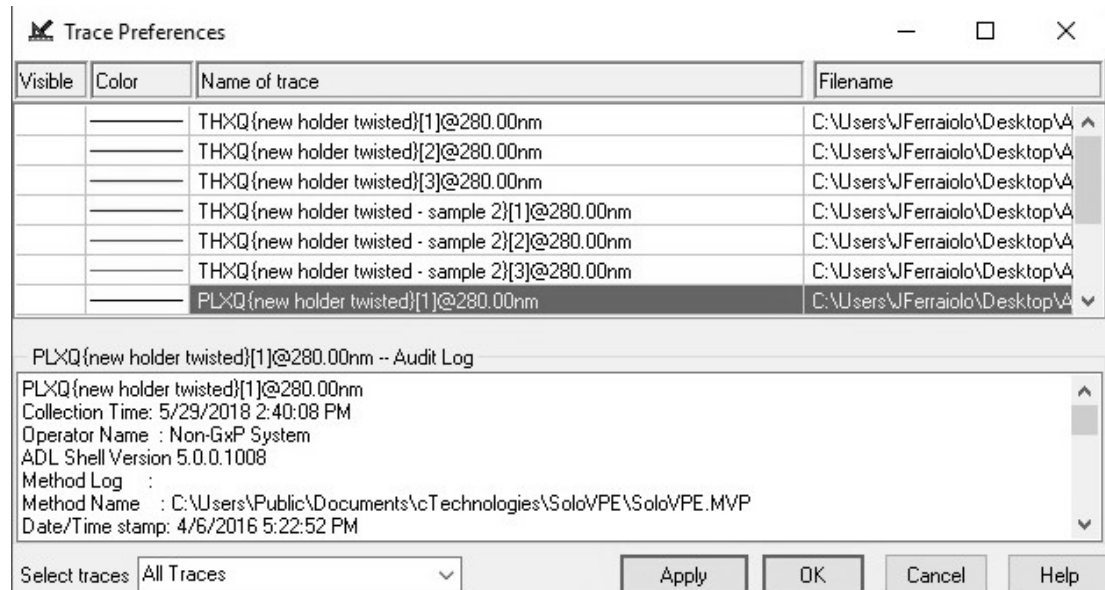 Trace Preferences
Visible Color Name of trace Filename
THXQ{new holder twisted}[1]@280.00nm C:\Users\JFerraiolo\Desktop\A
THXQ{new holder twisted}[2]@280.00nm C:\Users\JFerraiolo\Desktop\A
THXQ{new holder twisted}[3]@280.00nm C:\Users\JFerraiolo\Desktop\A
THXQ{new holder twisted - sample 2}[1]@280.00nm C:\Users\JFerraiolo\Desktop\A
THXQ{new holder twisted - sample 2}[2]@280.00nm C:\Users\JFerraiolo\Desktop\A
THXQ{new holder twisted - sample 2}[3]@280.00nm C:\Users\JFerraiolo\Desktop\A
PLXQ{new holder twisted}[1]@280.00nm C:\Users\JFerraiolo\Desktop\A
PLXQ{new holder twisted}[1]@280.00nm -- Audit Log
PLXQ{new holder twisted}[1]@280.00nm
Collection Time: 5/29/2018 2:40:08 PM
Operator Name : Non-GxP System
ADL Shell Version 5.0.0.1008
Method Log :
Method Name : C:\Users\Public\Documents\cTechnologies\SoloVPE\SoloVPE.MVP
Date/Time stamp: 4/6/2016 5:22:52 PM
Select traces All Traces Apply OK Cancel Help